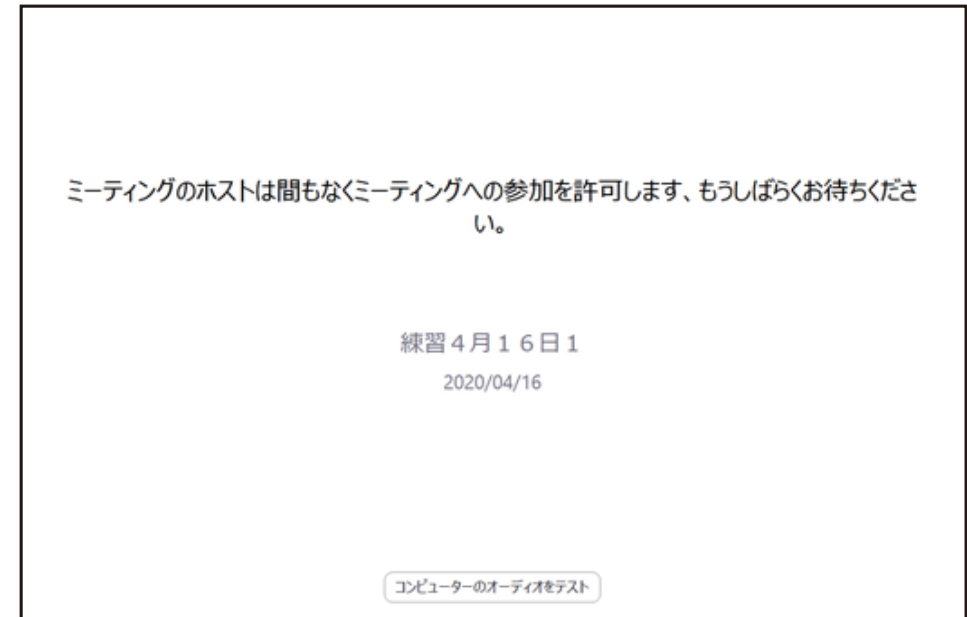 ミーティングのホストは間もなくミーティングへの参加を許可します、もうしばらくお待ちくださ
い。
練習４月１６日１
2020/04/16
コンピューターのオーディオをテスト